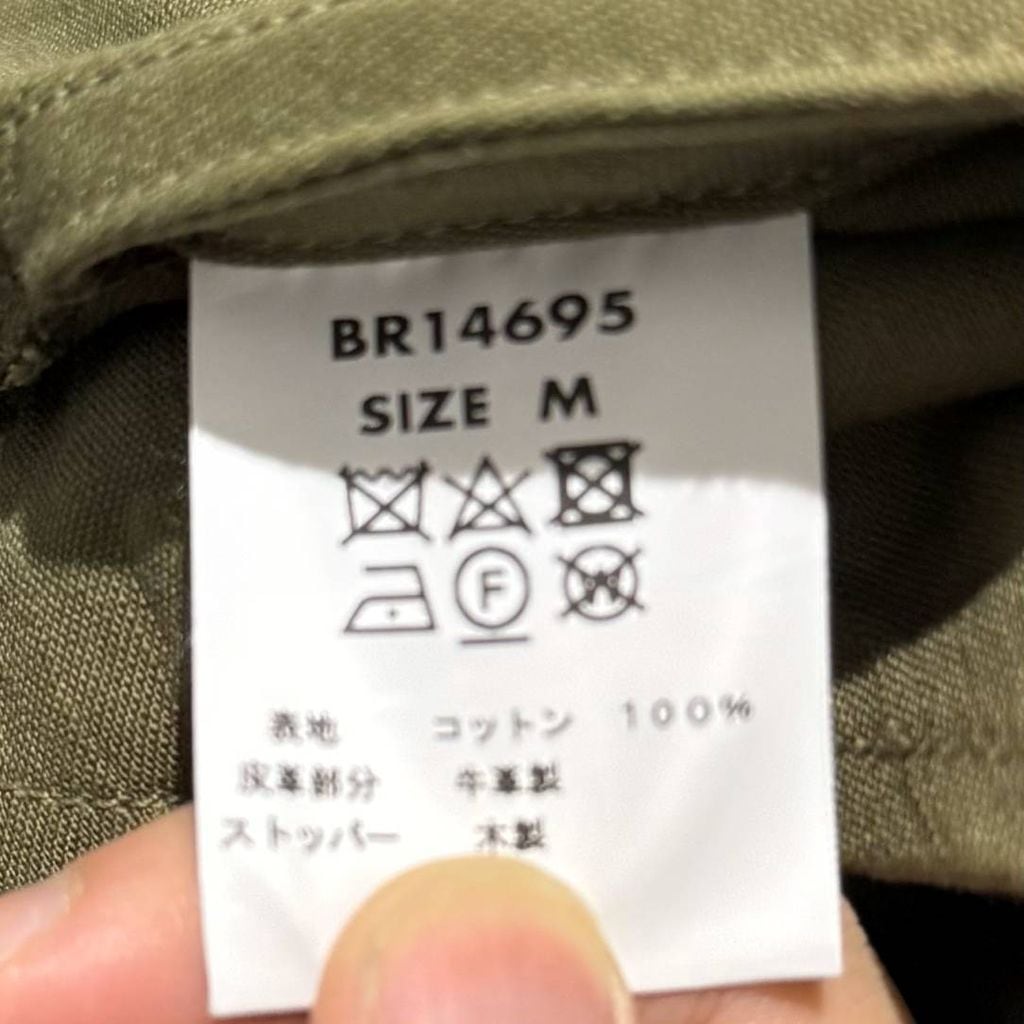 BR14695
SIZE M
F
W
表地 コットン 100%
皮革部分 牛革製
ストッパー 木製